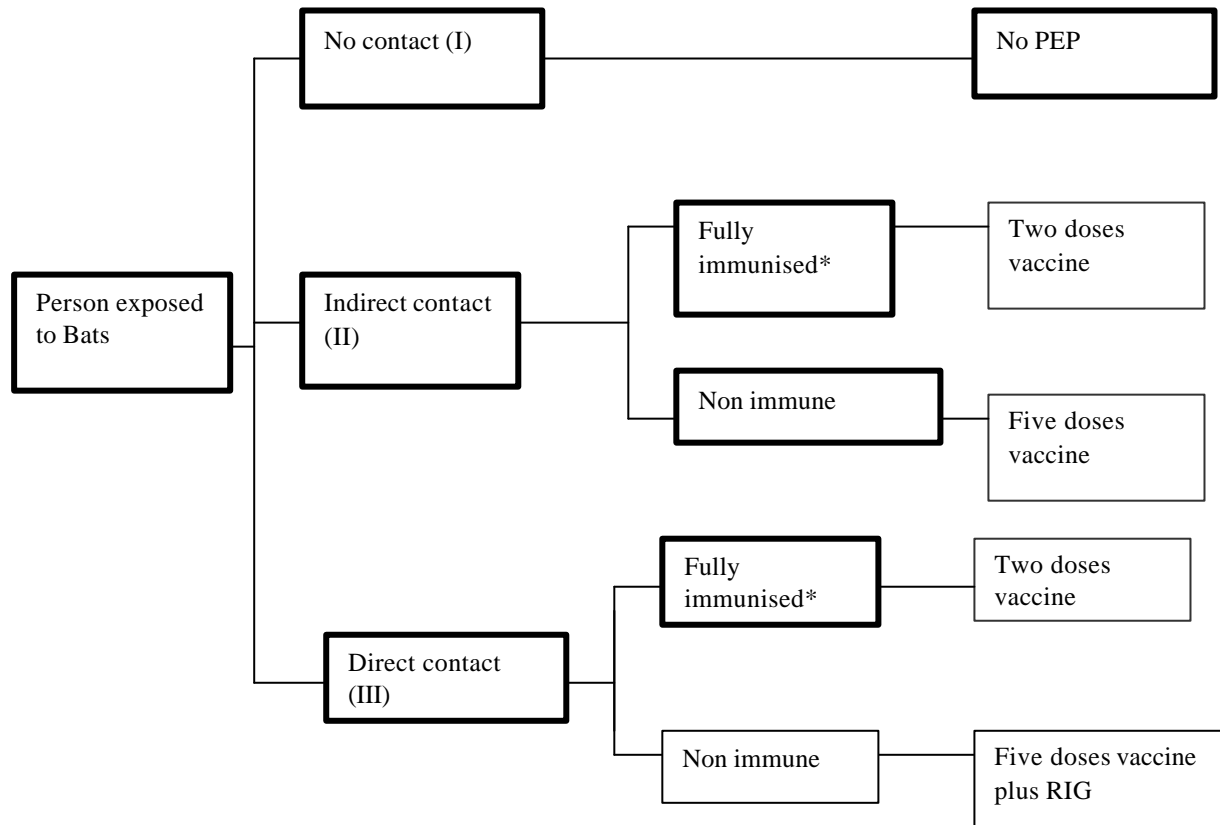 No contact (I)
No PEP
Fully
immunised*
Two doses
vaccine
Person exposed
to Bats
Indirect contact
(II)
Non immune
Five doses
vaccine
Fully
immunised*
Two doses
vaccine
Direct contact
(III)
Non immune
Five doses vaccine
plus RIG